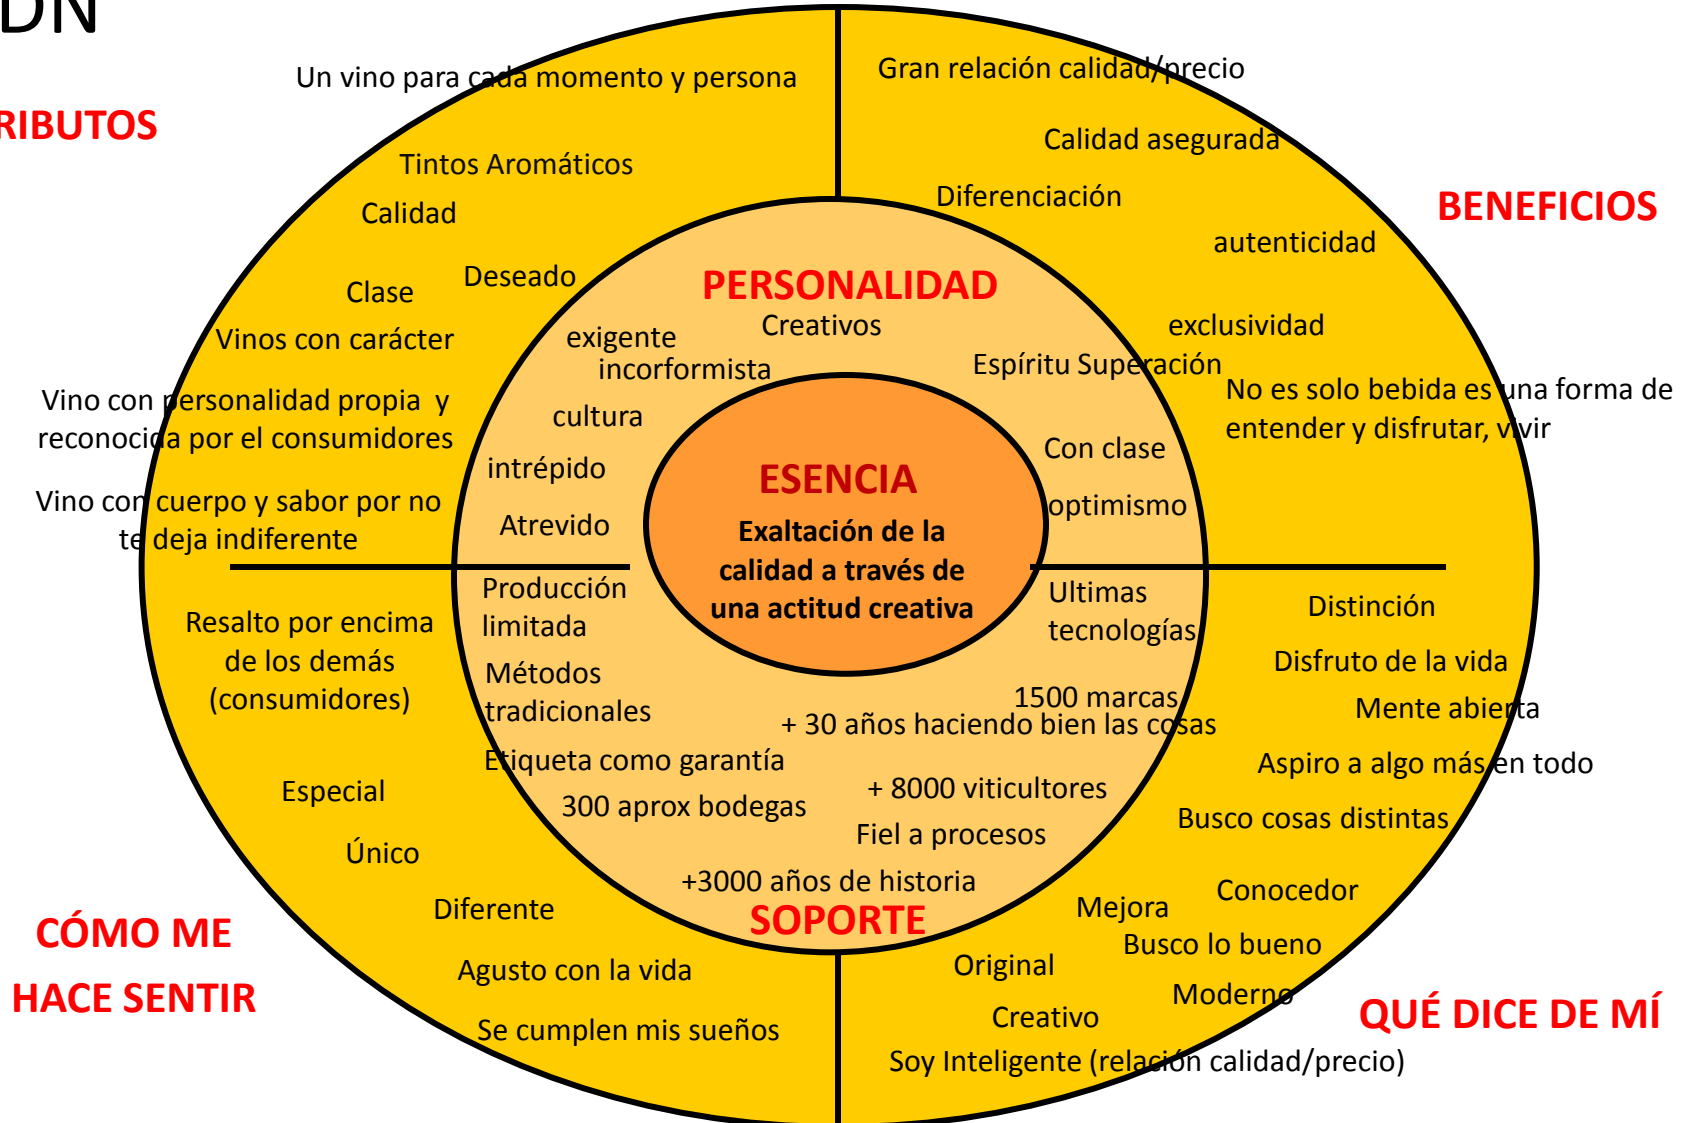 DN
RIBUTOS
Un vino para cada momento y persona
Tintos Aromáticos
Calidad
Deseado
Clase
Vinos con carácter
Vino con personalidad propia y
reconocida por el consumidores
Vino con cuerpo y sabor por no
te deja indiferente
Gran relación calidad/precio
Calidad asegurada
Diferenciación
BENEFICIOS
autenticidad
exclusividad
No es solo bebida es una forma de
entender y disfrutar, vivir
PERSONALIDAD
Creativos
exigente
incorformista
Espíritu Superación
cultura
Con clase
intrépido
optimismo
Atrevido
ESENCIA
Exaltación de la
calidad a través de
una actitud creativa
Producción
limitada
Métodos
tradicionales
Etiqueta como garantía
300 aprox bodegas
Ultimas
tecnologías
1500 marcas
+ 30 años haciendo bien las cosas
+ 8000 viticultores
Fiel a procesos
+3000 años de historia
SOPORTE
Resalto por encima
de los demás
(consumidores)
Especial
Único
Diferente
CÓMO ME
HACE SENTIR
Agusto con la vida
Se cumplen mis sueños
Distinción
Disfruto de la vida
Mente abierta
Aspiro a algo más en todo
Busco cosas distintas
Conocedor
Mejora
Busco lo bueno
Original
Moderno
Creativo
QUÉ DICE DE MÍ
Soy Inteligente (relación calidad/precio)